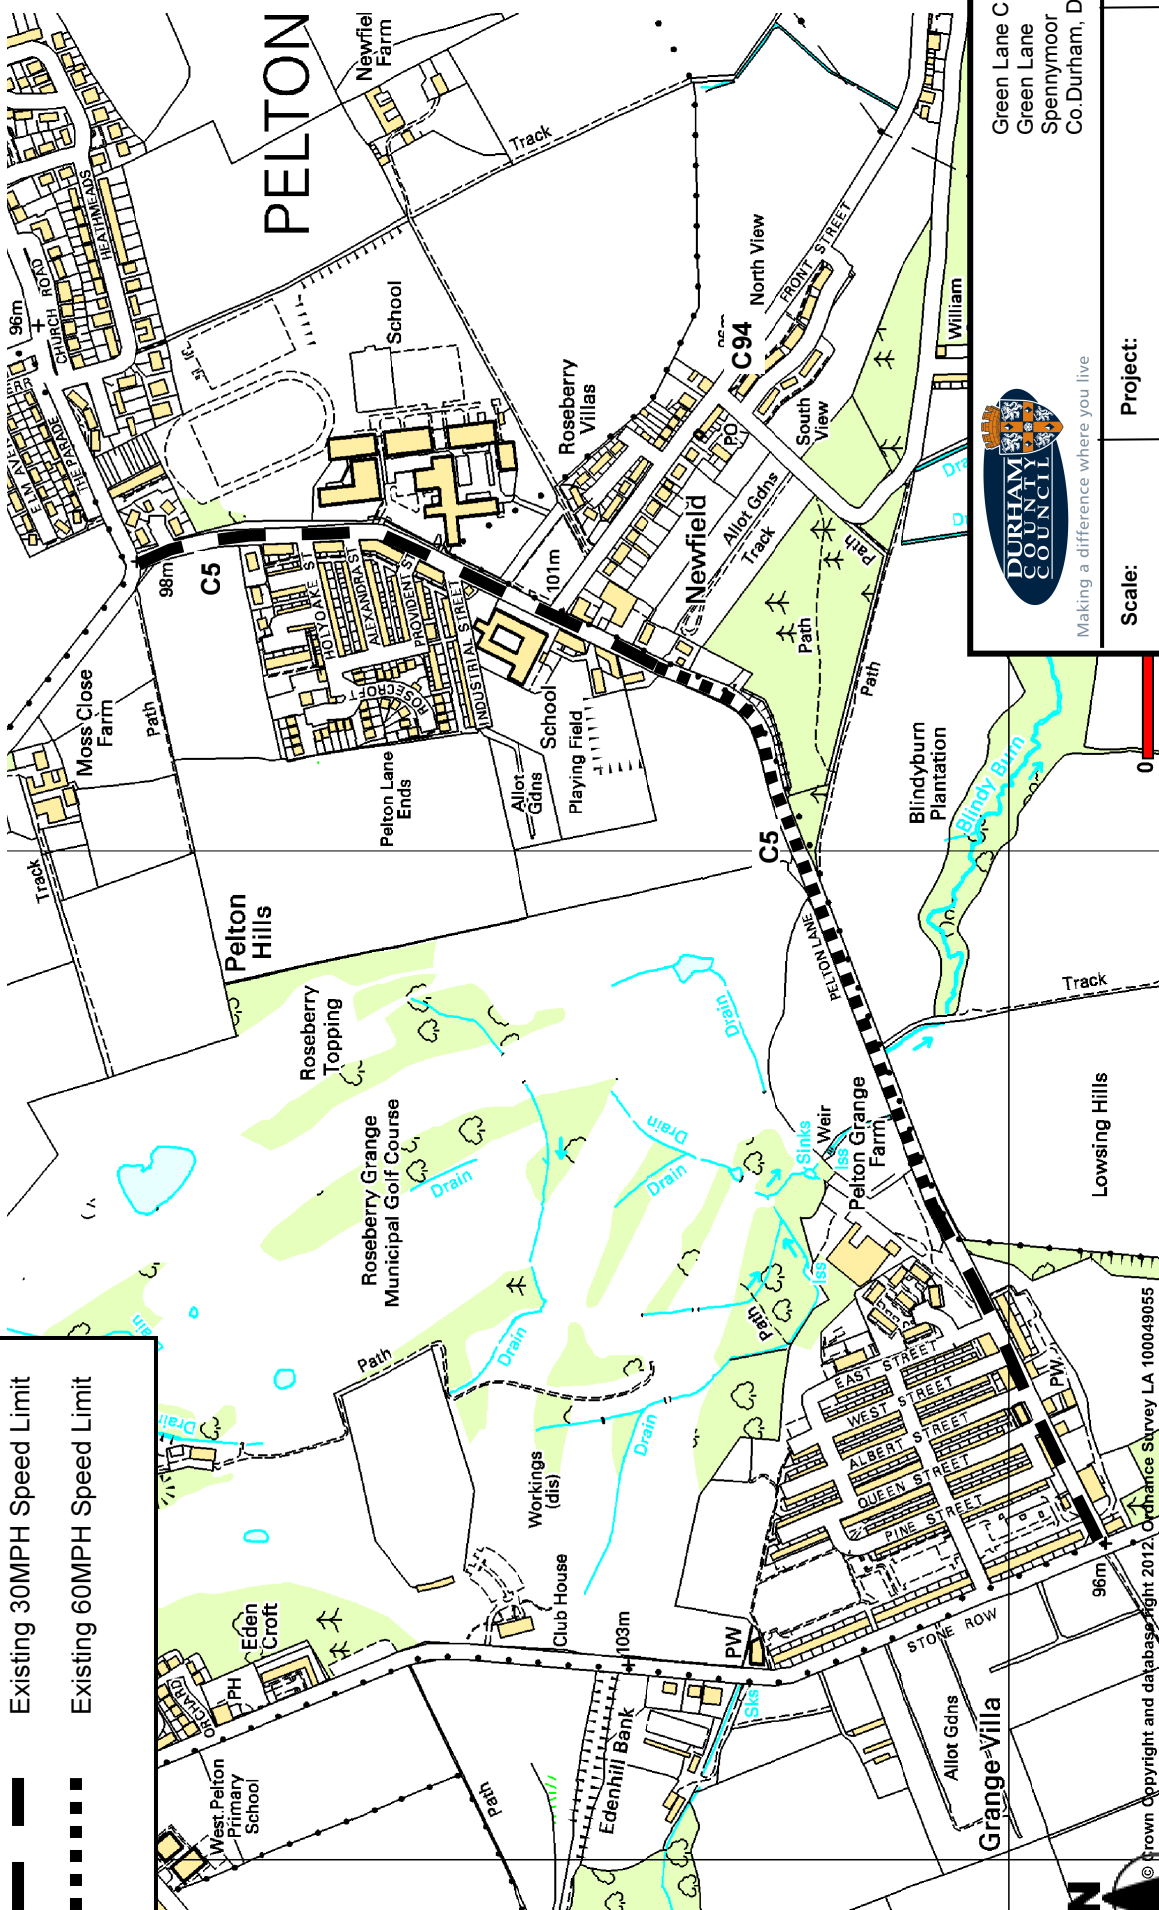 Existing 30MPH Speed Limit
Existing 60MPH Speed Limit
PELTON
Newfield
Farm
Track
HEATHMEADS
CHURCH ROAD
96m
ELM AVEN
THE PARADE
School
98m
C5
HOLYOAKE ST
ALEXANDRA ST
PROVIDENT ST
INDUSTRIAL STREET
ROSECROFT
Moss Close
Farm
Path
Track
Pelton Lane
Ends
School
Playing Field
Allot
Gdns
101m
Roseberry
Villas
North View
FRONT STREET
C94
PO
South
View
Newfield
Allot Gdns
Track
Path
Path
Path
William
Blindyburn
Plantation
Blindy Burn
C5
PELTON LANE
Track
Pelton
Hills
Roseberry
Topping
Roseberry Grange
Municipal Golf Course
Drain
Drain
Drain
Drain
Drain
Drain
Drain
Sinks
Weir
Iss
Iss
Pelton Grange
Farm
Lowsing Hills
Path
Path
Workings
(dis)
Club House
103m
PW
PW
EAST STREET
WEST STREET
ALBERT STREET
QUEEN STREET
PINE STREET
STONE ROW
96m
Eden
Croft
PH
ORCHARD
West Pelton
Primary
School
Path
Edenhill Bank
Sks
Allot Gdns
Grange Villa
N
© Crown Copyright and database right 2012. Ordnance Survey LA 100049055
0
Green Lane C
Green Lane
Spennymoor
Co.Durham, D
DURHAM
COUNTY
COUNCIL
Making a difference where you live
Project:
Scale: